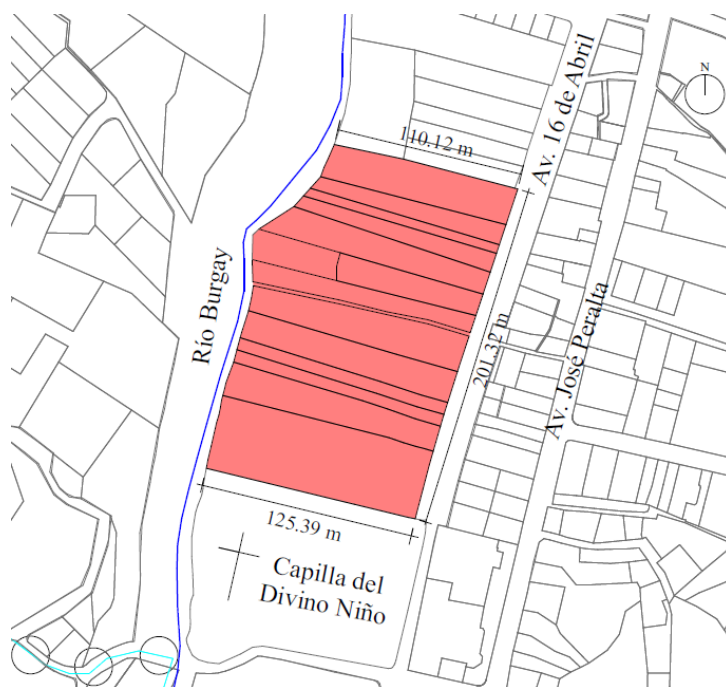 110.12 m
Av. 16 de Abril
N
Río Burgay
201.32 m
Av. José Peralta
125.39 m
Capilla del
Divino Niño